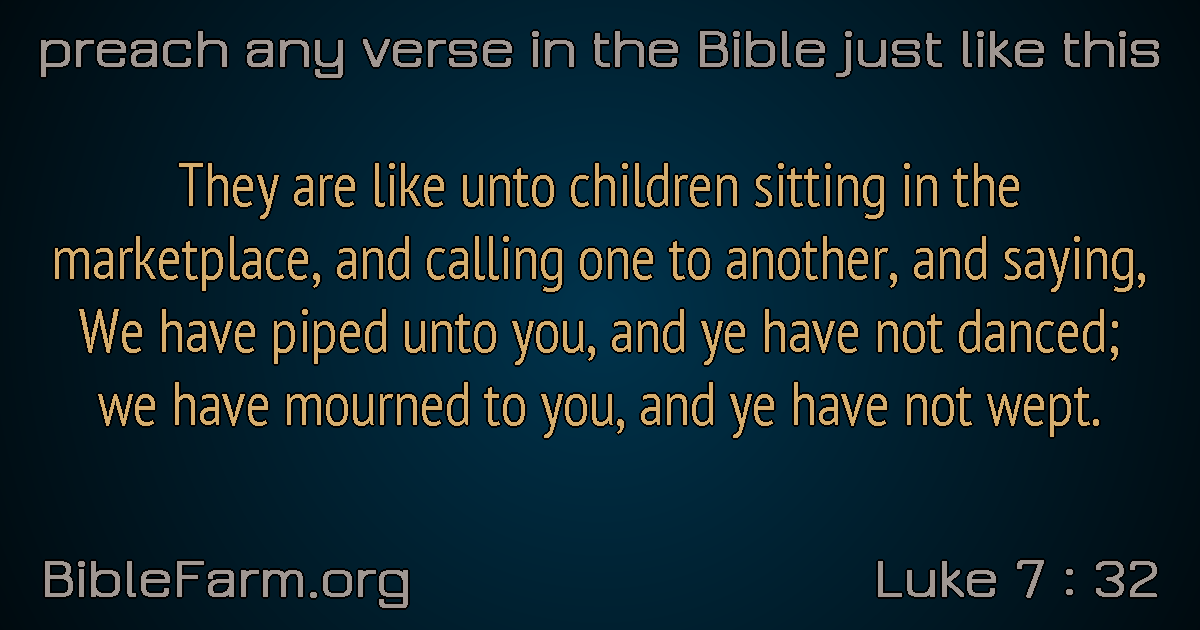 preach any verse in the Bible just like this
They are like unto children sitting in the
marketplace, and calling one to another, and saying,
We have piped unto you, and ye have not danced;
we have mourned to you, and ye have not wept.
BibleFarm.org
Luke 7 : 32